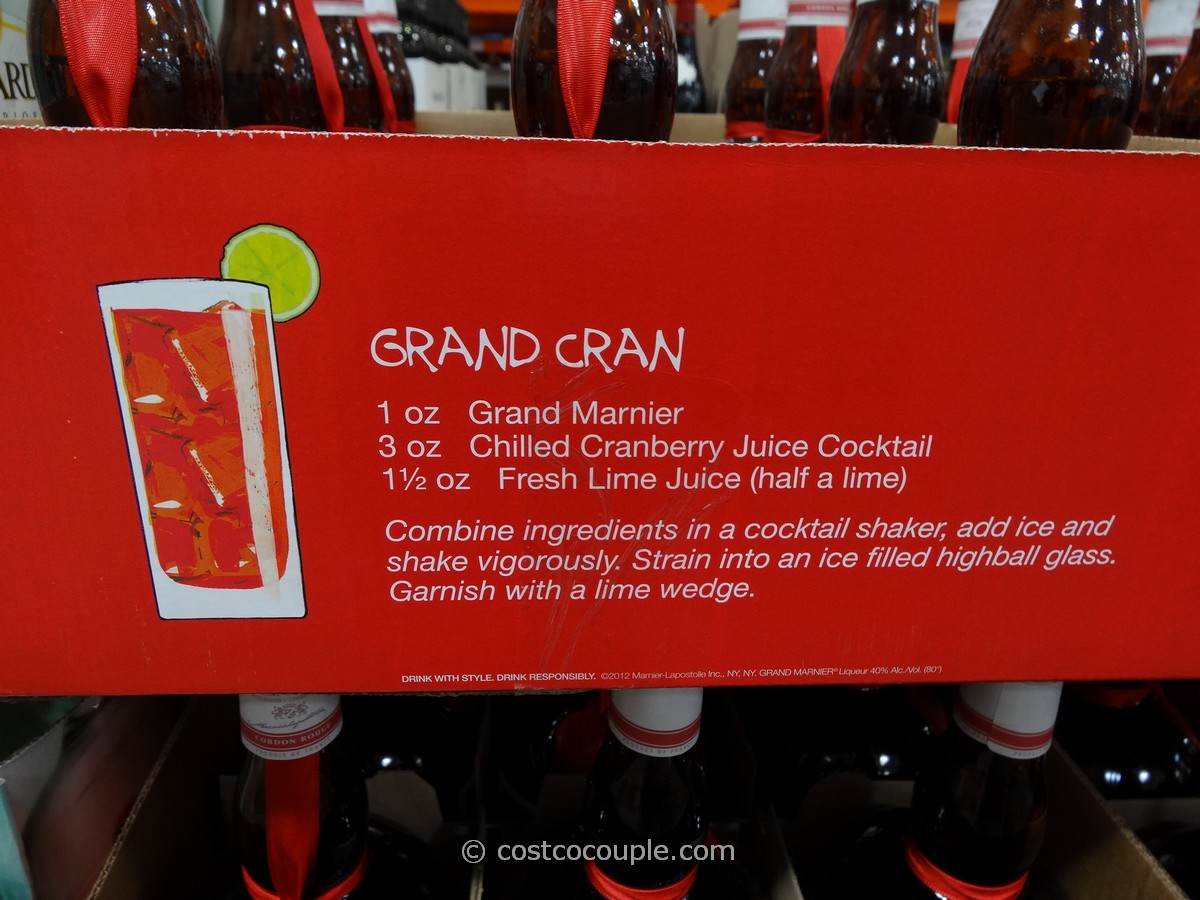 GRAND CRAN
1 oz Grand Marnier
3 oz Chilled Cranberry Juice Cocktail
1½ oz Fresh Lime Juice (half a lime)
Combine ingredients in a cocktail shaker, add ice and
shake vigorously. Strain into an ice filled highball glass.
Garnish with a lime wedge.
DRINK WITH STYLE. DRINK RESPONSIBLY. ©2012 Marnier-Lapostolle Inc., NY, NY. GRAND MARNIER® Liqueur 40% Alc./Vol. (80°)
CORDON ROUGE
© costcocouple.com